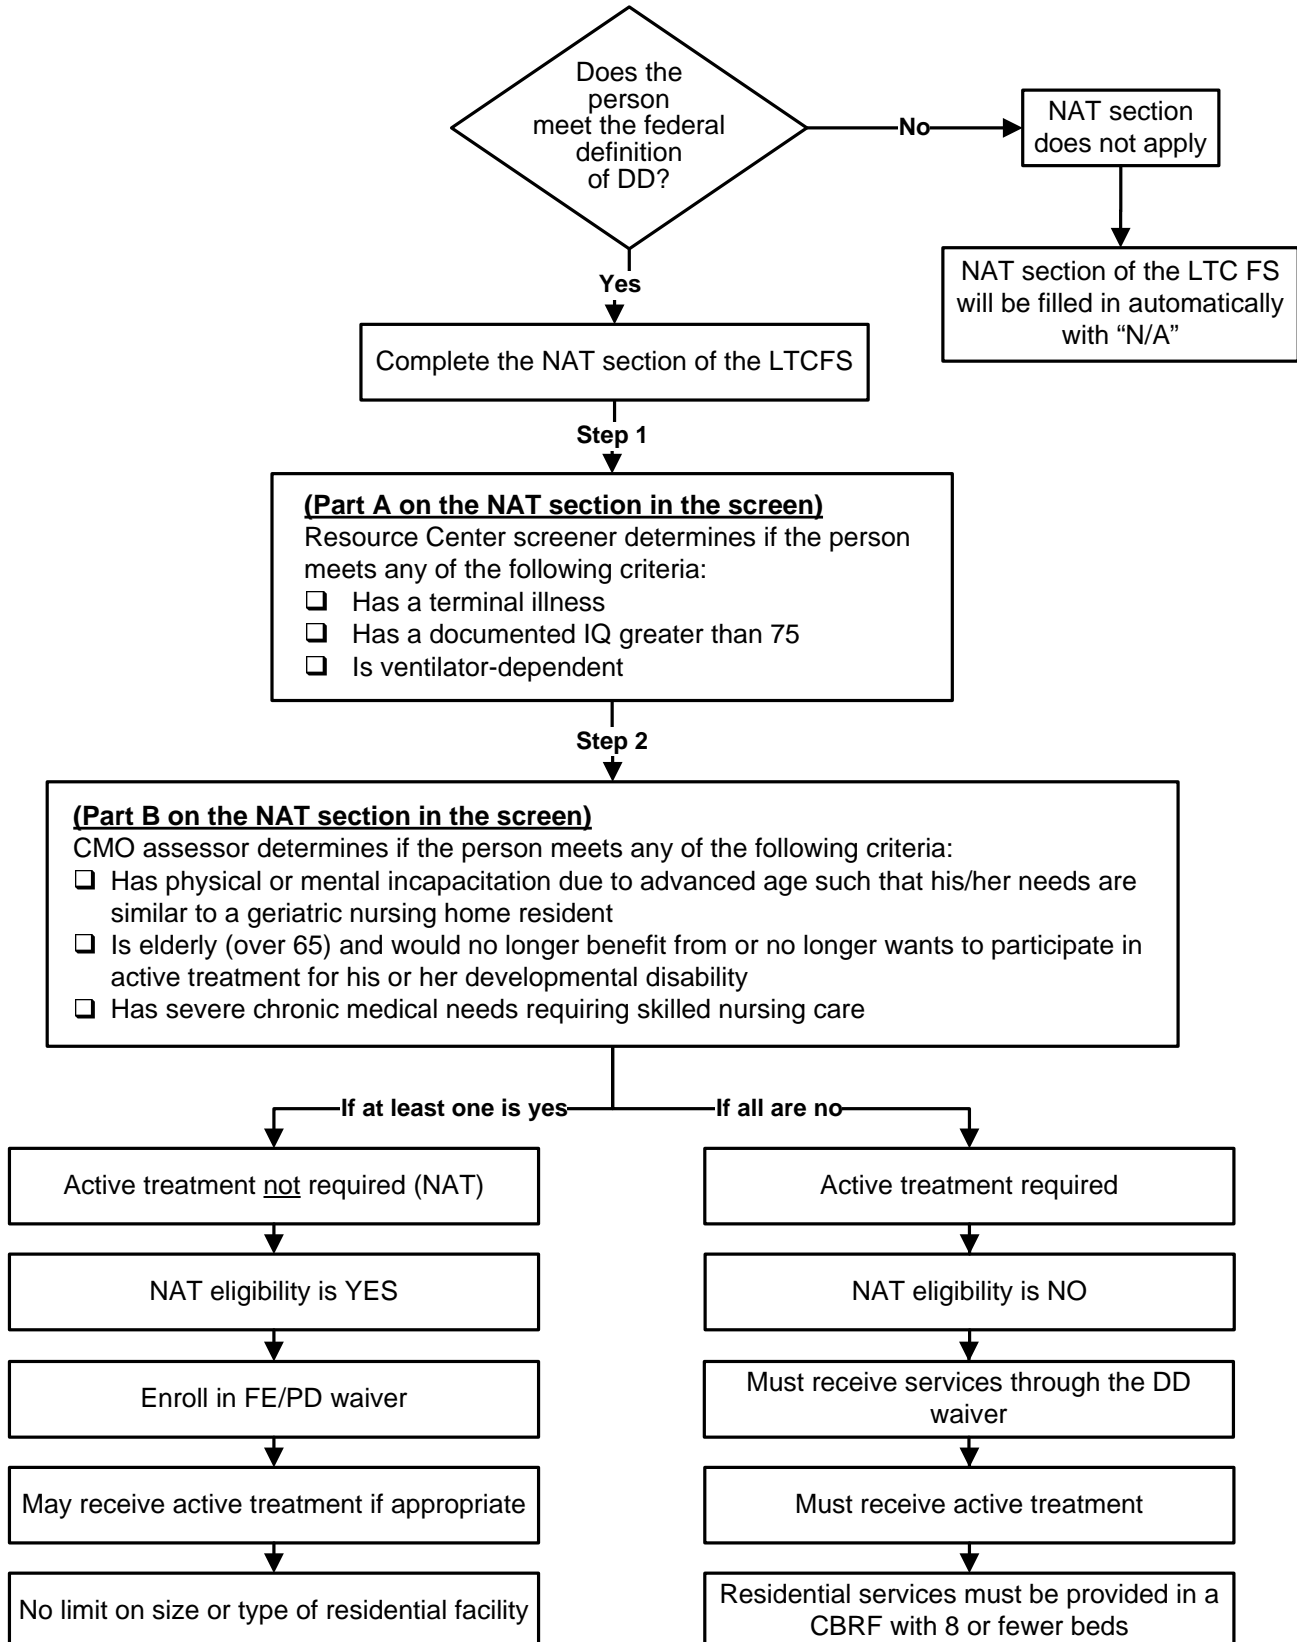 Does the
person
meet the federal
definition
of DD?
No
NAT section
does not apply
NAT section of the LTC FS
will be filled in automatically
with “N/A”
Yes
Complete the NAT section of the LTCFS
Step 1
(Part A on the NAT section in the screen)
Resource Center screener determines if the person
meets any of the following criteria:
❑ Has a terminal illness
❑ Has a documented IQ greater than 75
❑ Is ventilator-dependent
Step 2
(Part B on the NAT section in the screen)
CMO assessor determines if the person meets any of the following criteria:
❑ Has physical or mental incapacitation due to advanced age such that his/her needs are
similar to a geriatric nursing home resident
❑ Is elderly (over 65) and would no longer benefit from or no longer wants to participate in
active treatment for his or her developmental disability
❑ Has severe chronic medical needs requiring skilled nursing care
If at least one is yes
If all are no
Active treatment not required (NAT)
NAT eligibility is YES
Enroll in FE/PD waiver
May receive active treatment if appropriate
No limit on size or type of residential facility
Active treatment required
NAT eligibility is NO
Must receive services through the DD
waiver
Must receive active treatment
Residential services must be provided in a
CBRF with 8 or fewer beds